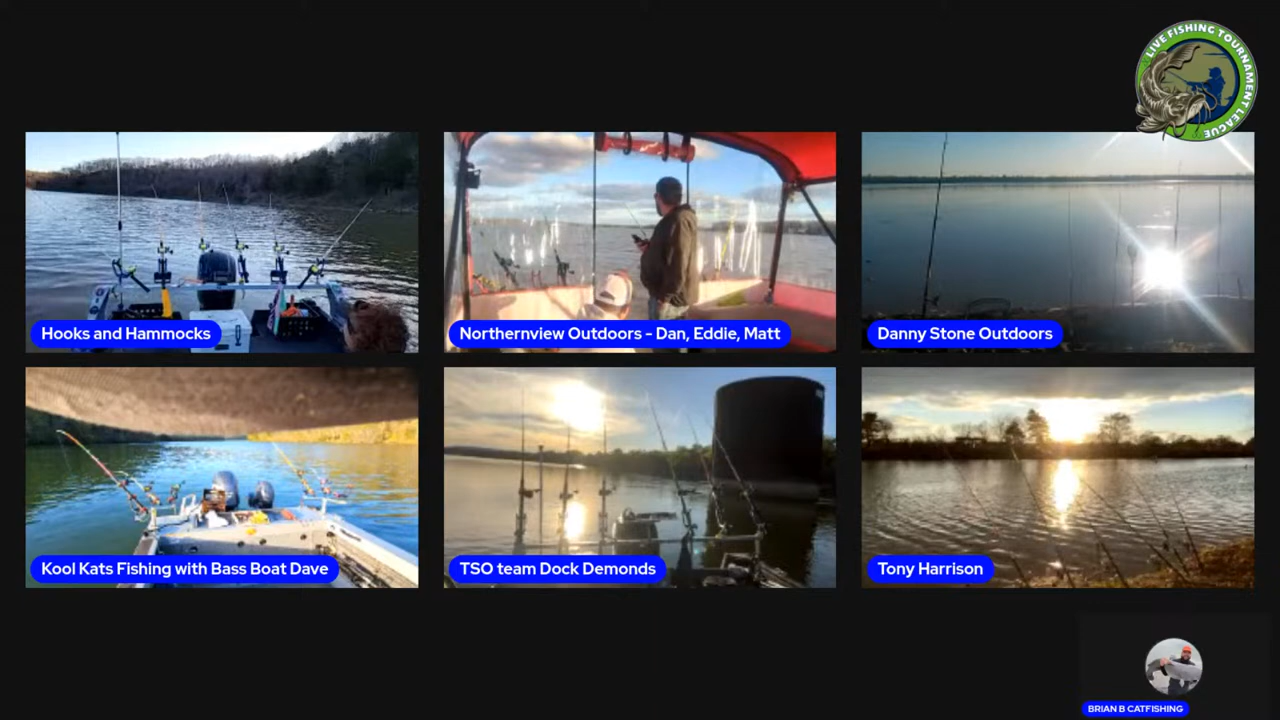 LIVE FISHING TOURNAMENT LEAGUE
Hooks and Hammocks
Northernview Outdoors - Dan, Eddie, Matt
Danny Stone Outdoors
Kool Kats Fishing with Bass Boat Dave
TSO team Dock Demonds
Tony Harrison
BRIAN B CATFISHING